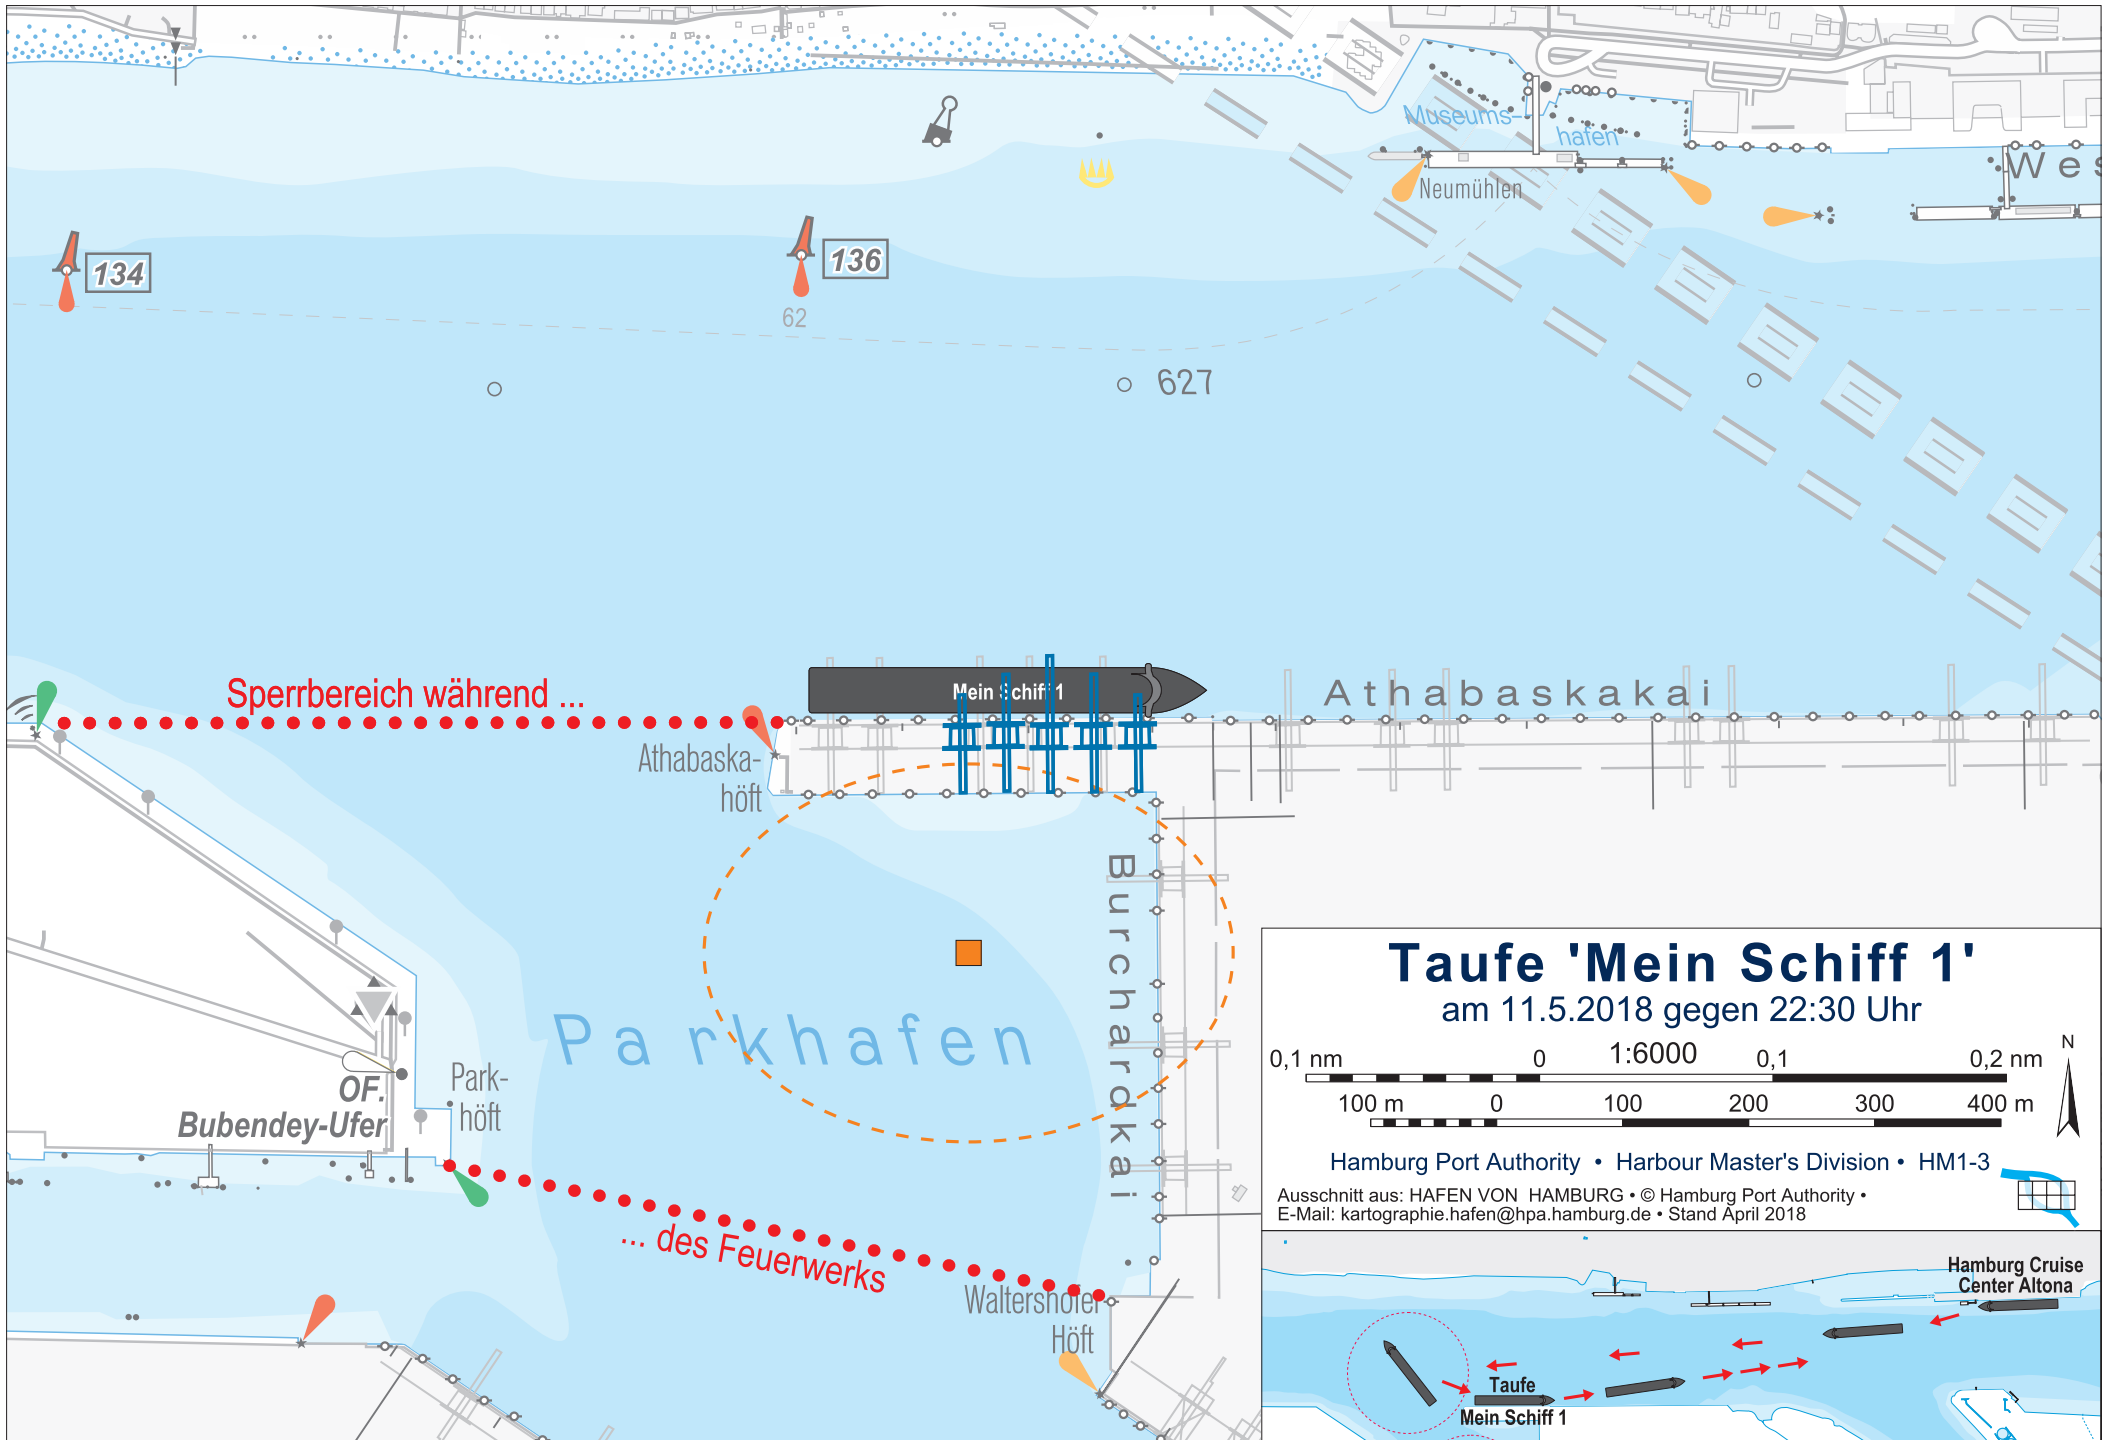 Museums-
hafen
Neumühlen
Wes
134
136
62
627
Sperrbereich während ...
Mein Schiff 1
Athabaskakai
Athabaska-
höft
Burchardkai
Parkhafen
OF.
Bubendey-Ufer
Park-
höft
... des Feuerwerks
Waltershofer
Höft
Taufe 'Mein Schiff 1'
am 11.5.2018 gegen 22:30 Uhr
0,1 nm 0 1:6000 0,1 0,2 nm
N
100 m 0 100 200 300 400 m
Hamburg Port Authority • Harbour Master's Division • HM1-3
Ausschnitt aus: HAFEN VON HAMBURG • © Hamburg Port Authority •
E-Mail: kartographie.hafen@hpa.hamburg.de • Stand April 2018
Hamburg Cruise
Center Altona
Taufe
Mein Schiff 1